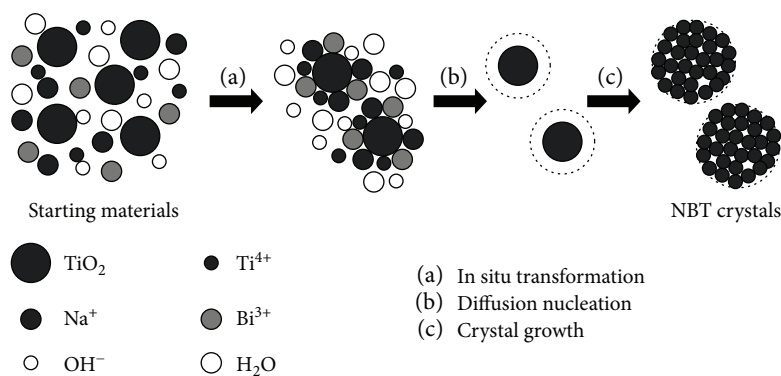 (a)
(b)
(c)
Starting materials
NBT crystals
TiO₂
Ti⁴⁺
Na⁺
Bi³⁺
OH⁻
H₂O
(a) In situ transformation
(b) Diffusion nucleation
(c) Crystal growth